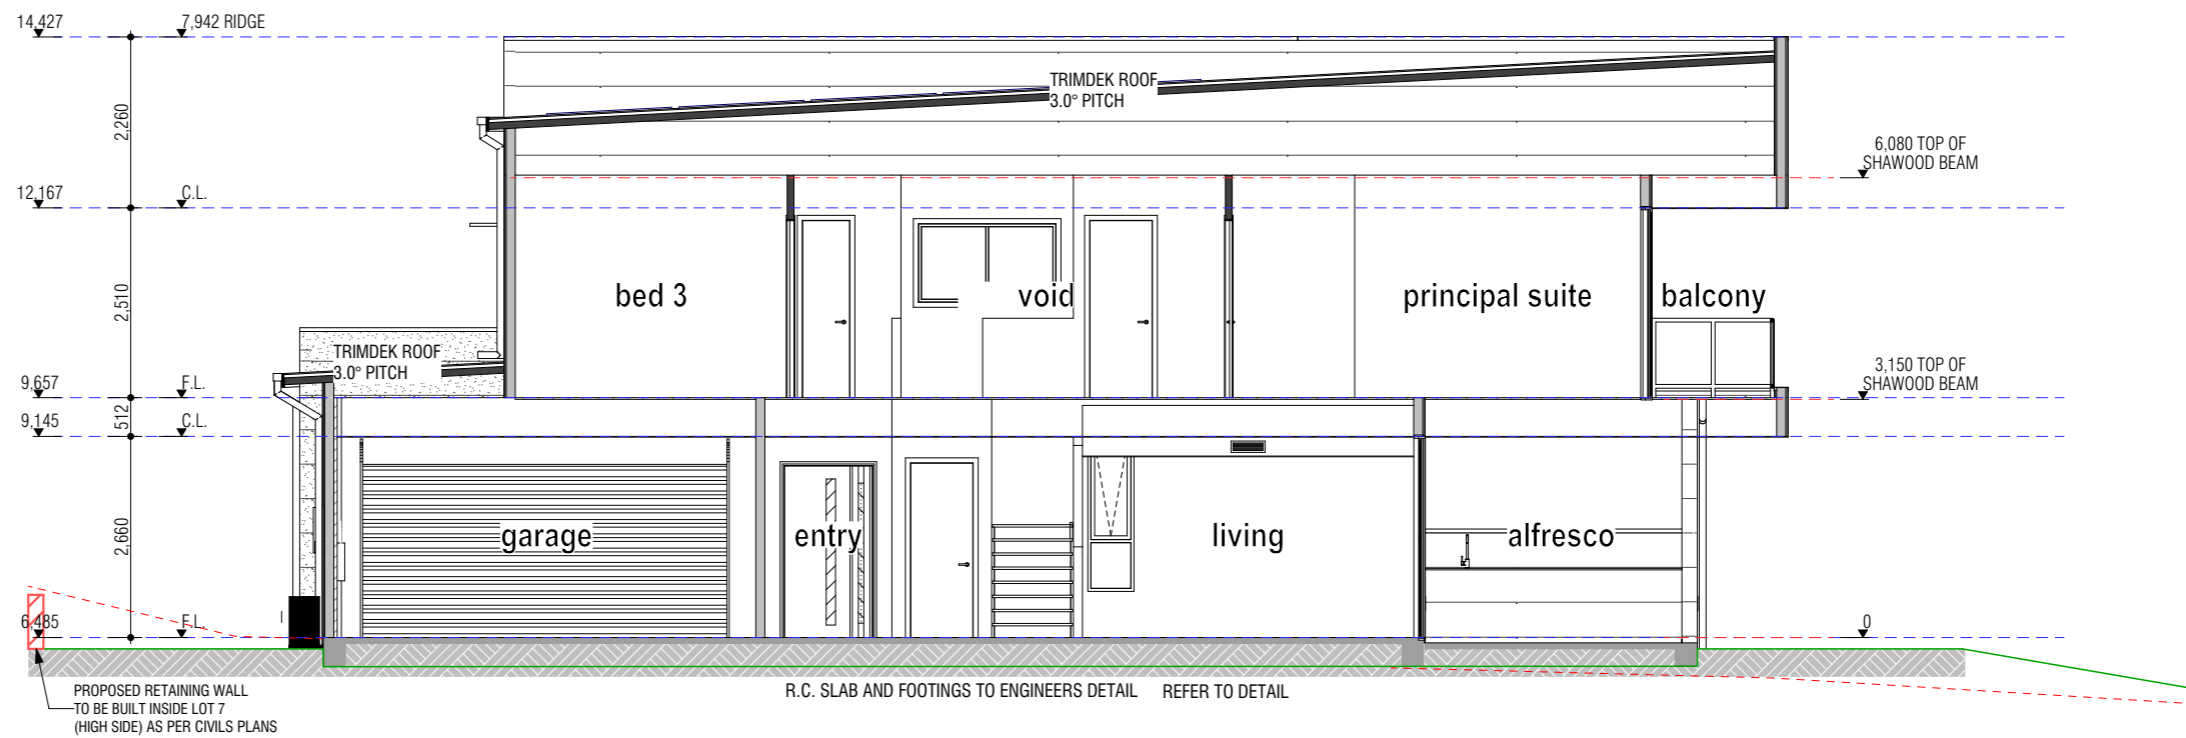 14,427
7,942 RIDGE
TRIMDEK ROOF
3.0° PITCH
2,260
6,080 TOP OF
SHAWOOD BEAM
12,167
C.L.
2,510
bed 3
void
principal suite
balcony
TRIMDEK ROOF
3.0° PITCH
3,150 TOP OF
SHAWOOD BEAM
9,657
F.L.
512
9,145
C.L.
2,660
garage
entry
living
alfresco
6,485
F.L.
0
PROPOSED RETAINING WALL
TO BE BUILT INSIDE LOT 7
(HIGH SIDE) AS PER CIVILS PLANS
R.C. SLAB AND FOOTINGS TO ENGINEERS DETAIL REFER TO DETAIL